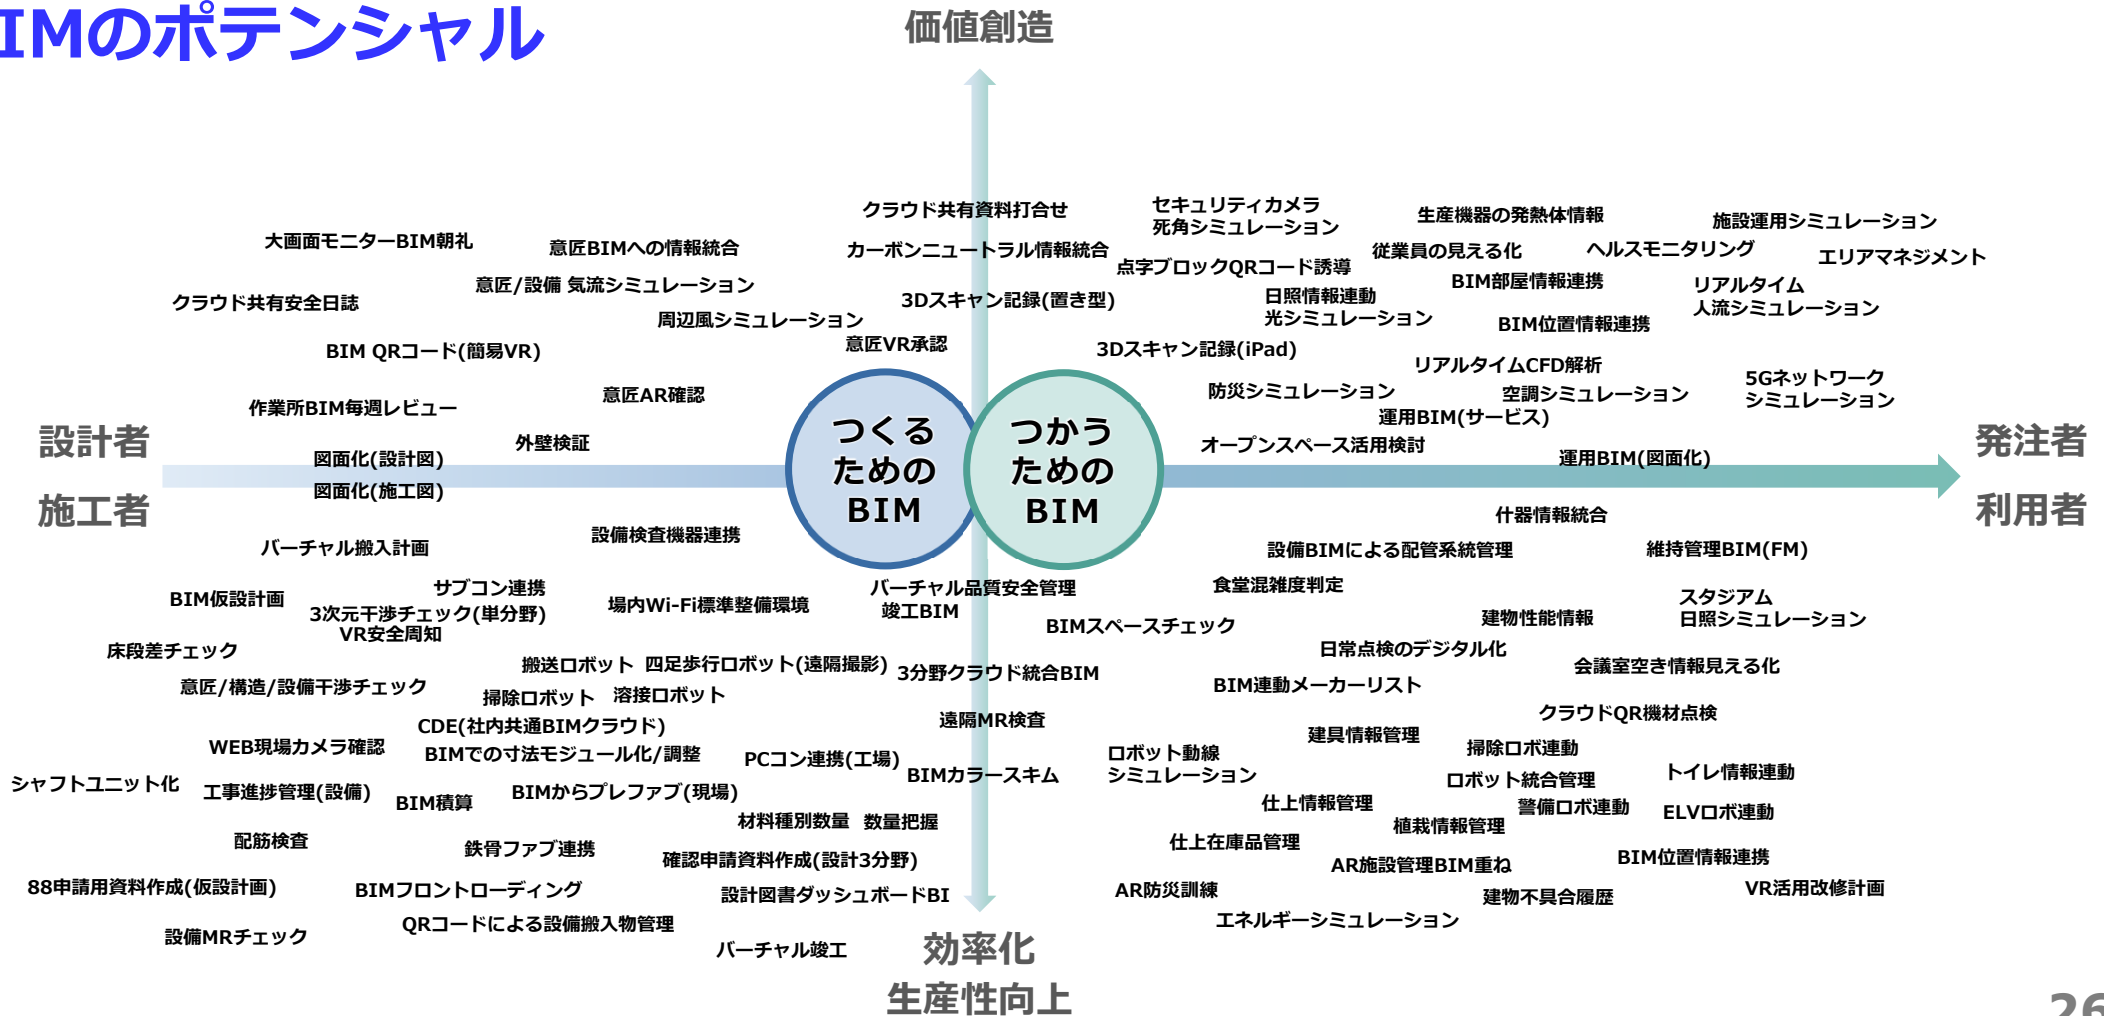 IMのポテンシャル
価値創造
クラウド共有資料打合せ
セキュリティカメラ
死角シミュレーション
生産機器の発熱体情報
施設運用シミュレーション
大画面モニターBIM朝礼
意匠BIMへの情報統合
カーボンニュートラル情報統合
従業員の見える化
ヘルスモニタリング
エリアマネジメント
点字ブロックQRコード誘導
BIM部屋情報連携
意匠/設備 気流シミュレーション
リアルタイム
人流シミュレーション
クラウド共有安全日誌
3Dスキャン記録(置き型)
日照情報連動
光シミュレーション
周辺風シミュレーション
BIM位置情報連携
BIM QRコード(簡易VR)
意匠VR承認
3Dスキャン記録(iPad)
リアルタイムCFD解析
5Gネットワーク
シミュレーション
意匠AR確認
防災シミュレーション
空調シミュレーション
作業所BIM毎週レビュー
運用BIM(サービス)
外壁検証
オープンスペース活用検討
図面化(設計図)
運用BIM(図面化)
設計者
施工者
つくる
ための
BIM
つかう
ための
BIM
発注者
利用者
図面化(施工図)
什器情報統合
設備検査機器連携
バーチャル搬入計画
設備BIMによる配管系統管理
維持管理BIM(FM)
サブコン連携
バーチャル品質安全管理
食堂混雑度判定
BIM仮設計画
場内Wi-Fi標準整備環境
竣工BIM
スタジアム
日照シミュレーション
3次元干渉チェック(単分野)
VR安全周知
BIMスペースチェック
建物性能情報
床段差チェック
日常点検のデジタル化
搬送ロボット
四足歩行ロボット(遠隔撮影)
3分野クラウド統合BIM
会議室空き情報見える化
意匠/構造/設備干渉チェック
掃除ロボット
溶接ロボット
BIM連動メーカーリスト
CDE(社内共通BIMクラウド)
遠隔MR検査
クラウドQR機材点検
WEB現場カメラ確認
BIMでの寸法モジュール化/調整
PCコン連携(工場)
建具情報管理
掃除ロボ連動
ロボット動線
シミュレーション
シャフトユニット化
工事進捗管理(設備)
BIM積算
BIMからプレファブ(現場)
BIMカラースキム
ロボット統合管理
トイレ情報連動
仕上情報管理
警備ロボ連動
ELVロボ連動
材料種別数量
数量把握
植栽情報管理
配筋検査
鉄骨ファブ連携
仕上在庫品管理
確認申請資料作成(設計3分野)
AR施設管理BIM重ね
BIM位置情報連携
88申請用資料作成(仮設計画)
BIMフロントローディング
設計図書ダッシュボードBI
AR防災訓練
建物不具合履歴
VR活用改修計画
QRコードによる設備搬入物管理
エネルギーシミュレーション
設備MRチェック
バーチャル竣工
効率化
生産性向上
26